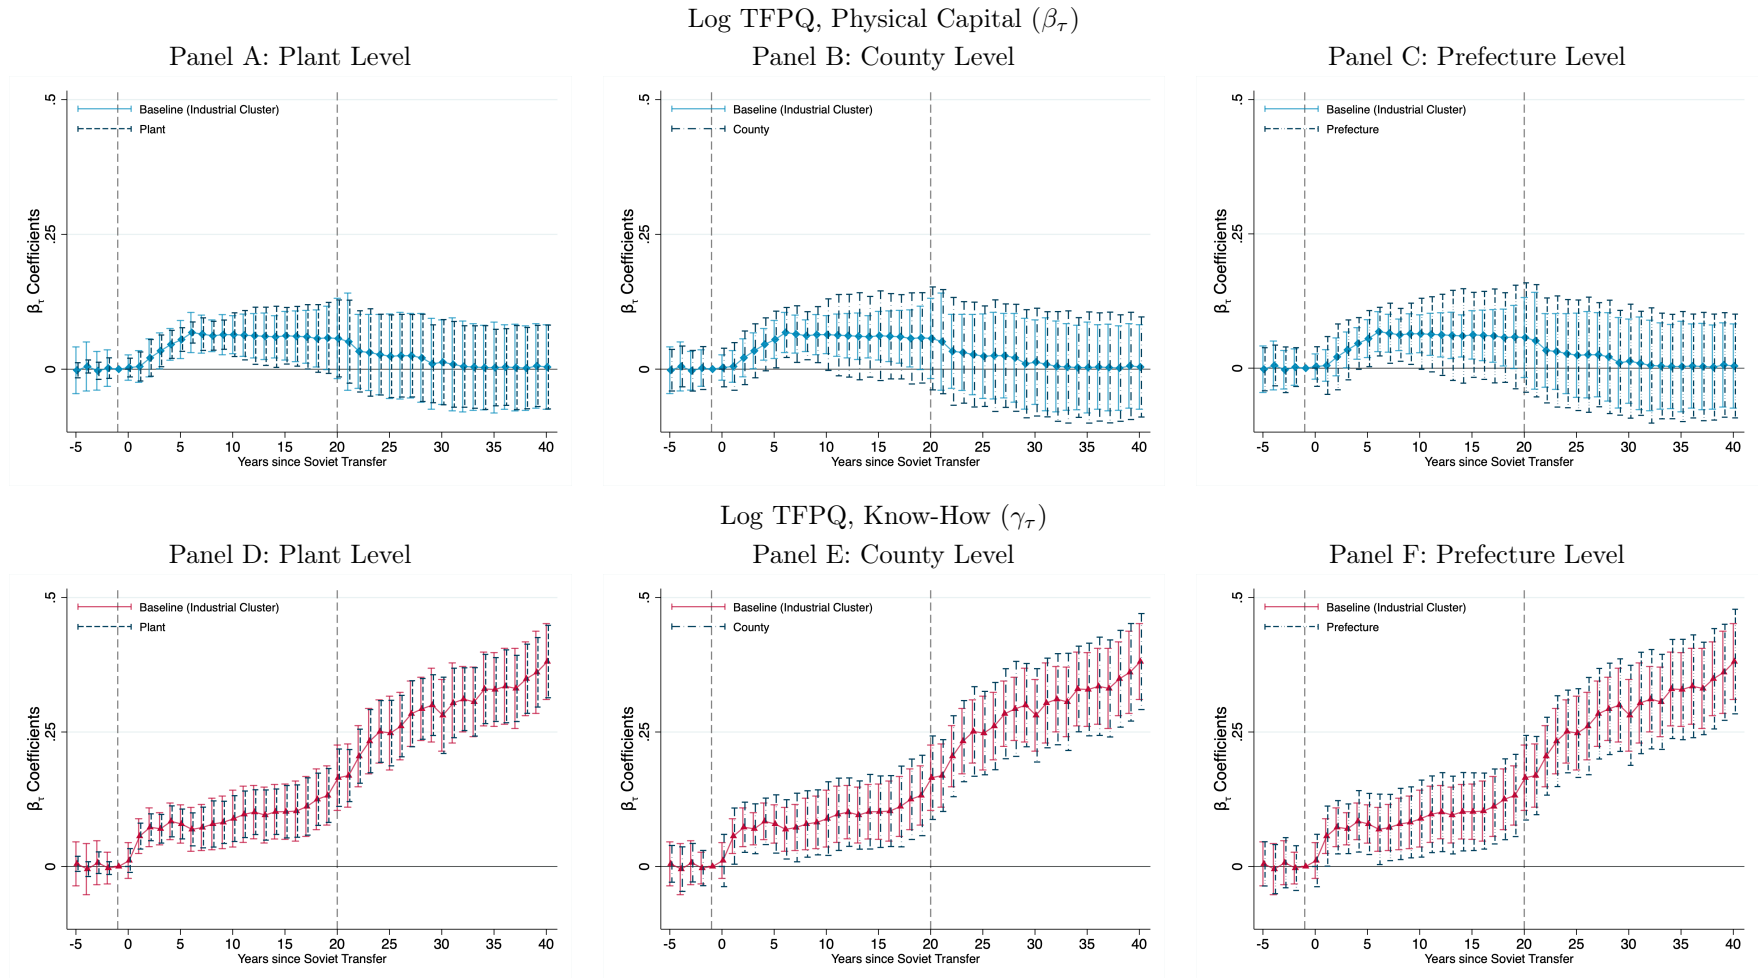 Log TFPQ, Physical Capital (βτ)
Panel A: Plant Level
Panel B: County Level
Panel C: Prefecture Level
βτ Coefficients
.5
.25
0
Baseline (Industrial Cluster)
Plant
-5 0 5 10 15 20 25 30 35 40
Years since Soviet Transfer
βτ Coefficients
.5
.25
0
Baseline (Industrial Cluster)
County
-5 0 5 10 15 20 25 30 35 40
Years since Soviet Transfer
βτ Coefficients
.5
.25
0
Baseline (Industrial Cluster)
Prefecture
-5 0 5 10 15 20 25 30 35 40
Years since Soviet Transfer
Log TFPQ, Know-How (γτ)
Panel D: Plant Level
Panel E: County Level
Panel F: Prefecture Level
βτ Coefficients
.5
.25
0
Baseline (Industrial Cluster)
Plant
-5 0 5 10 15 20 25 30 35 40
Years since Soviet Transfer
βτ Coefficients
.5
.25
0
Baseline (Industrial Cluster)
County
-5 0 5 10 15 20 25 30 35 40
Years since Soviet Transfer
βτ Coefficients
.5
.25
0
Baseline (Industrial Cluster)
Prefecture
-5 0 5 10 15 20 25 30 35 40
Years since Soviet Transfer